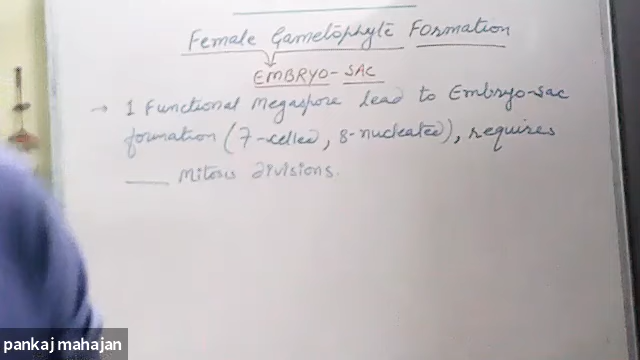 Female Gametophyte Formation
EMBRYO-SAC
→ 1 Functional megaspore lead to Embryo-sac
formation (7-celled, 8-nucleated), requires
____ mitosis divisions.
pankaj mahajan